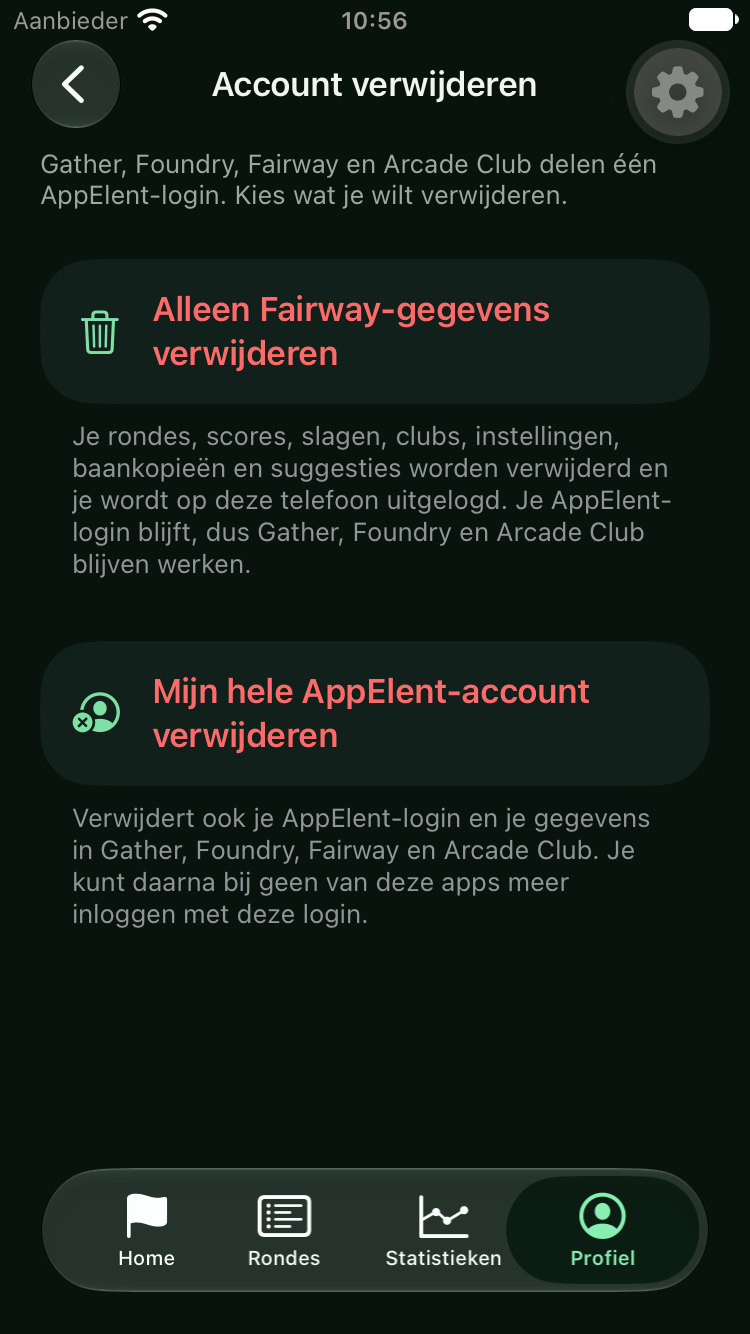 Aanbieder 10:56
Account verwijderen
Gather, Foundry, Fairway en Arcade Club delen één
AppElent-login. Kies wat je wilt verwijderen.
Alleen Fairway-gegevens
verwijderen
Je rondes, scores, slagen, clubs, instellingen,
baankopieën en suggesties worden verwijderd en
je wordt op deze telefoon uitgelogd. Je AppElent-
login blijft, dus Gather, Foundry en Arcade Club
blijven werken.
Mijn hele AppElent-account
verwijderen
Verwijdert ook je AppElent-login en je gegevens
in Gather, Foundry, Fairway en Arcade Club. Je
kunt daarna bij geen van deze apps meer
inloggen met deze login.
Home Rondes Statistieken Profiel